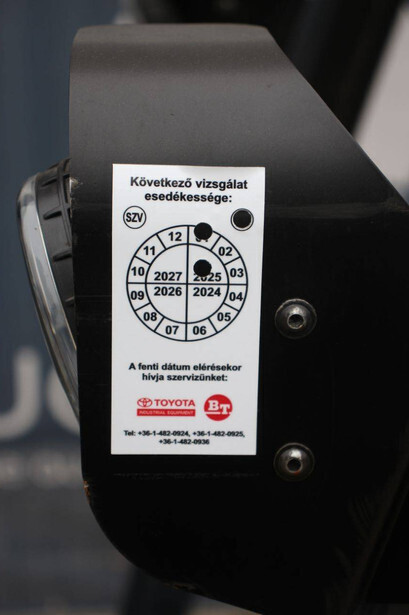 Következő vizsgálat
esedékessége:
SZV
12
11
02
10
03
2027
2025
2026
2024
09
04
08
05
07
06
A fenti dátum elérésekor
hívja szervizünket:
TOYOTA
INDUSTRIAL EQUIPMENT
BT
Tel: +36-1-482-0924, +36-1-482-0925,
+36-1-482-0936